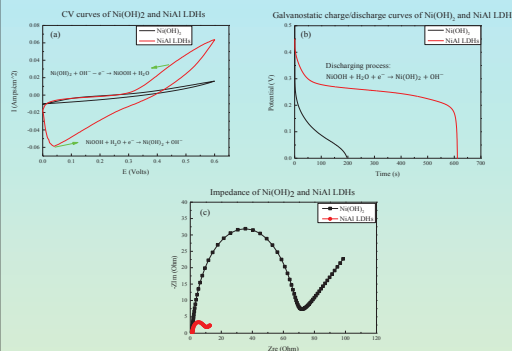 CV curves of Ni(OH)2 and NiAl LDHs
(a)
Ni(OH)₂
NiAl LDHs
Ni(OH)₂ + OH⁻ − e⁻ → NiOOH + H₂O
NiOOH + H₂O + e⁻ → Ni(OH)₂ + OH⁻
0.08
0.06
0.04
0.02
0.00
-0.02
-0.04
-0.06
0.0 0.1 0.2 0.3 0.4 0.5 0.6
I (Amps/cm^2)
E (Volts)
Galvanostatic charge/discharge curves of Ni(OH)₂ and NiAl LDH
(b)
Ni(OH)₂
NiAl LDHs
Discharging process:
NiOOH + H₂O + e⁻ → Ni(OH)₂ + OH⁻
0.5
0.4
0.3
0.2
0.1
0.0
0 100 200 300 400 500 600 700
Potential (V)
Time (s)
Impedance of Ni(OH)2 and NiAl LDHs
(c)
Ni(OH)₂
NiAl LDHs
40
35
30
25
20
15
10
5
0
0 20 40 60 80 100 120
-ZIm (Ohm)
Zre (Ohm)